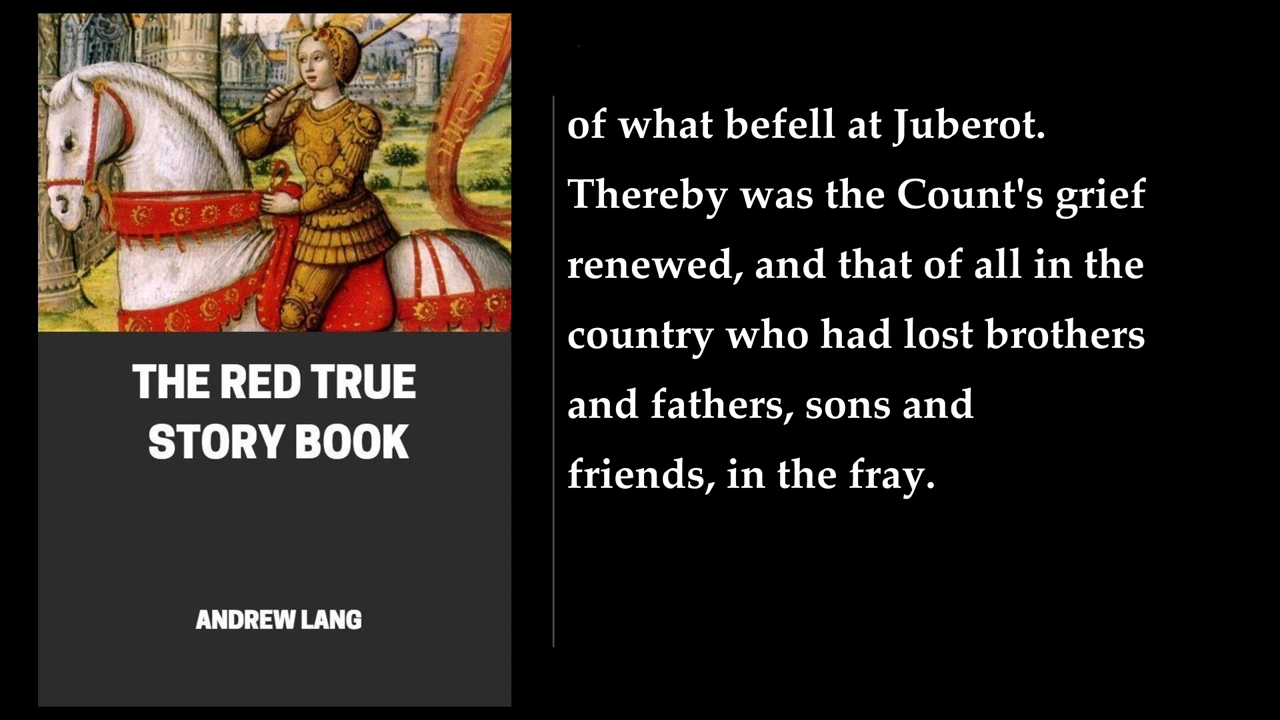 THE RED TRUE
STORY BOOK
ANDREW LANG
of what befell at Juberot.
Thereby was the Count's grief
renewed, and that of all in the
country who had lost brothers
and fathers, sons and
friends, in the fray.